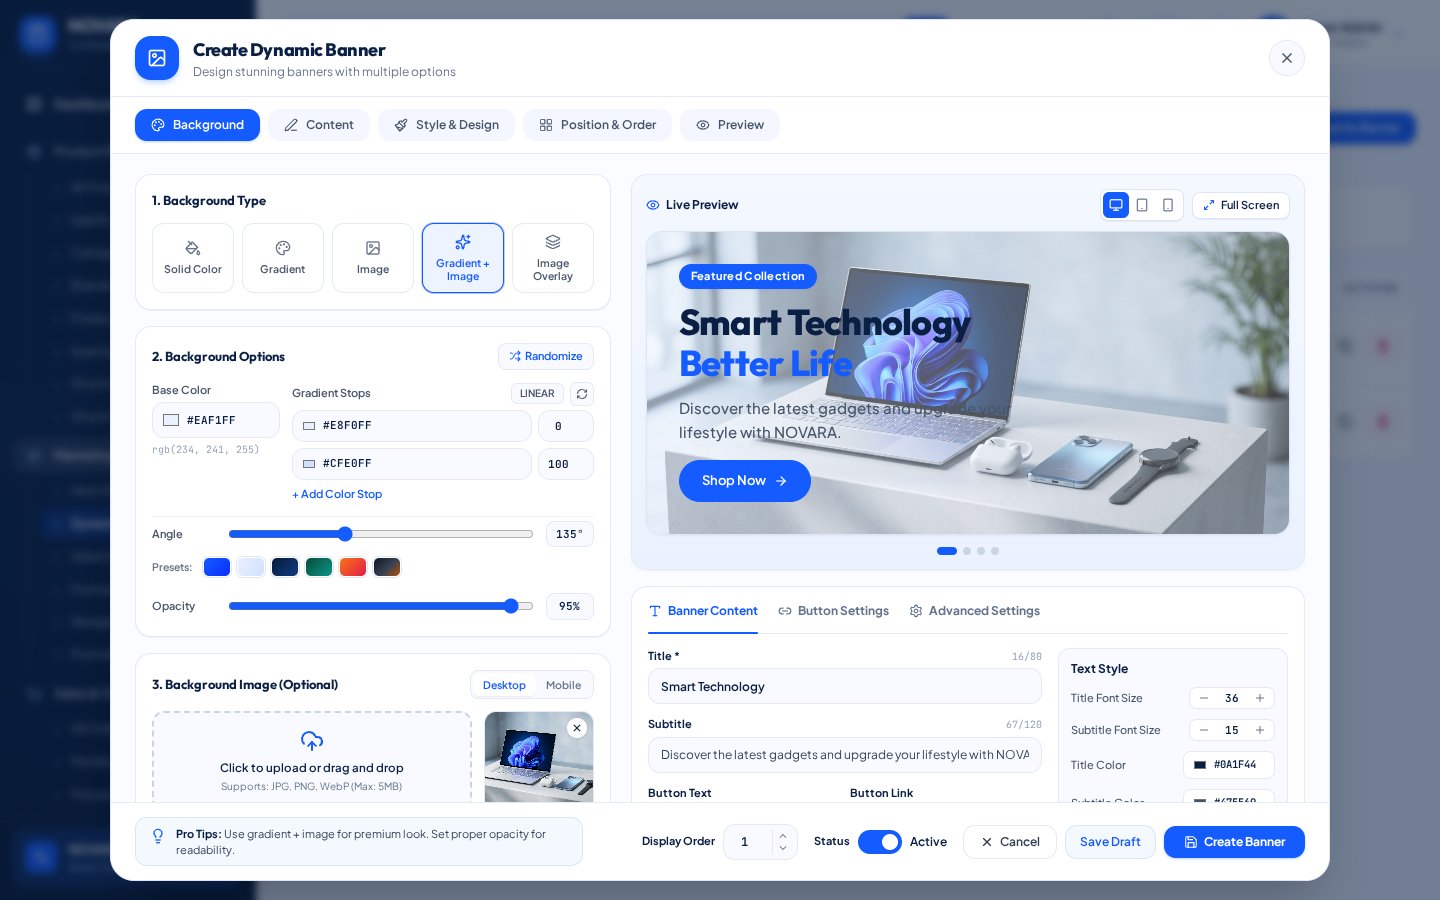 Create Dynamic Banner
Design stunning banners with multiple options
Background
Content
Style & Design
Position & Order
Preview
1. Background Type
Solid Color
Gradient
Image
Gradient +
Image
Image
Overlay
2. Background Options
Randomize
Base Color
#EAF1FF
rgb(234, 241, 255)
Gradient Stops
LINEAR
#E8F0FF
0
#CFE0FF
100
+ Add Color Stop
Angle
135°
Presets:
Opacity
95%
3. Background Image (Optional)
Desktop
Mobile
Click to upload or drag and drop
Supports: JPG, PNG, WebP (Max: 5MB)
Live Preview
Full Screen
Featured Collection
Smart Technology
Better Life
Discover the latest gadgets and upgrade your
lifestyle with NOVARA.
Shop Now
Banner Content
Button Settings
Advanced Settings
Title *
16/80
Smart Technology
Subtitle
67/120
Discover the latest gadgets and upgrade your lifestyle with NOVA
Button Text
Button Link
Text Style
Title Font Size
36
Subtitle Font Size
15
Title Color
#0A1F44
Subtitle Color
#475569
Pro Tips: Use gradient + image for premium look. Set proper opacity for
readability.
Display Order
1
Status
Active
Cancel
Save Draft
Create Banner